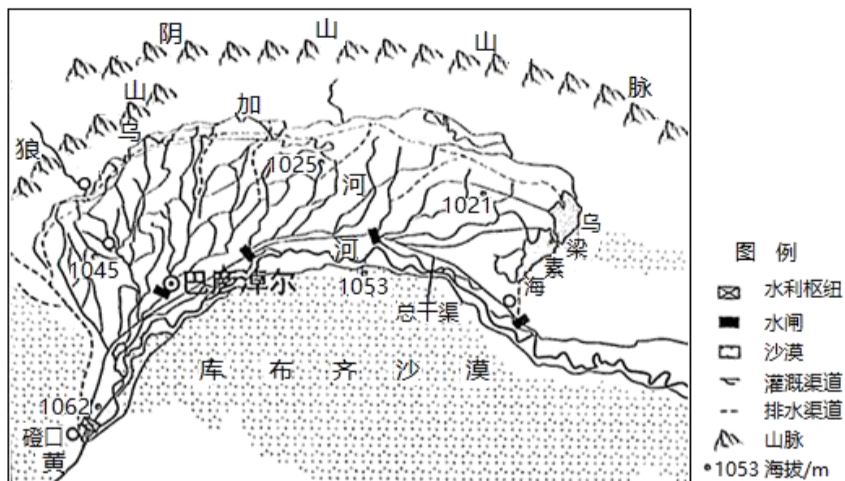 阴山山脉
狼山
乌加河
1025
1021
1045
巴彦淖尔
河
1053
总干渠
乌梁素海
库布齐沙漠
1062
磴口
黄
图例
水利枢纽
水闸
沙漠
灌溉渠道
排水渠道
山脉
1053 海拔/m